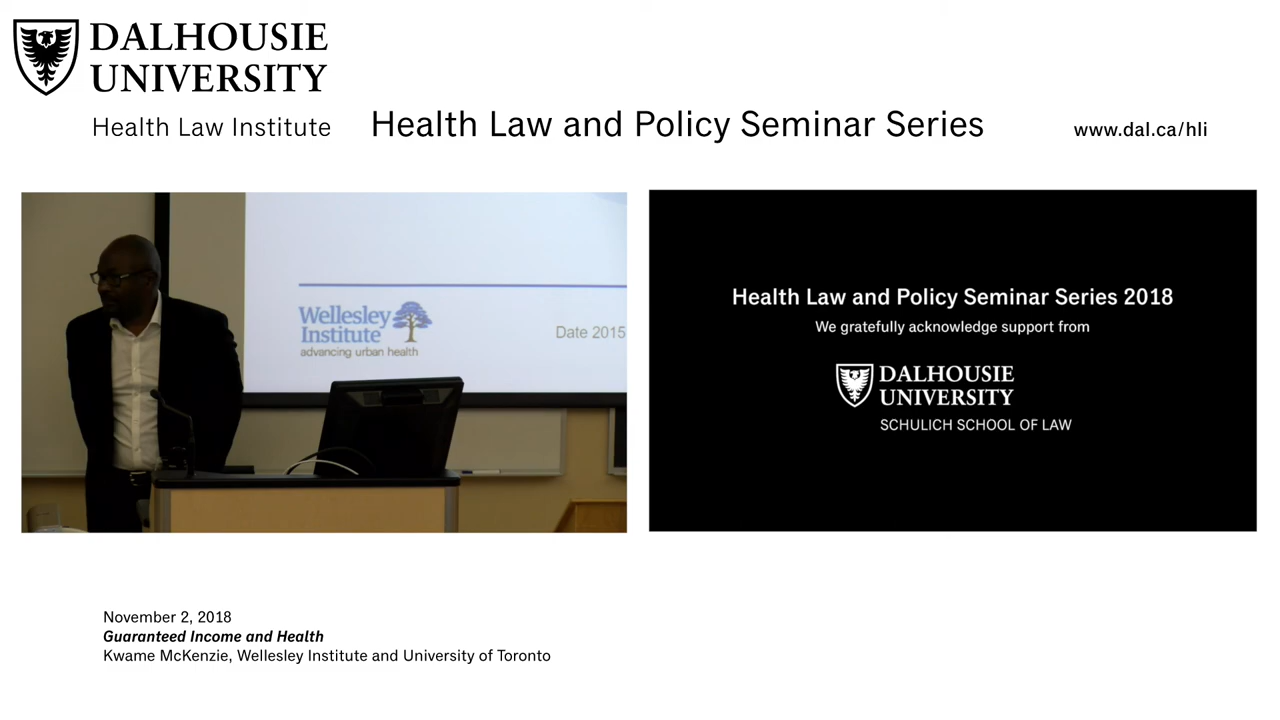 DALHOUSIE
UNIVERSITY
Health Law Institute
Health Law and Policy Seminar Series
www.dal.ca/hli
Wellesley
Institute
advancing urban health
Date 2015
Health Law and Policy Seminar Series 2018
We gratefully acknowledge support from
DALHOUSIE
UNIVERSITY
SCHULICH SCHOOL OF LAW
November 2, 2018
Guaranteed Income and Health
Kwame McKenzie, Wellesley Institute and University of Toronto